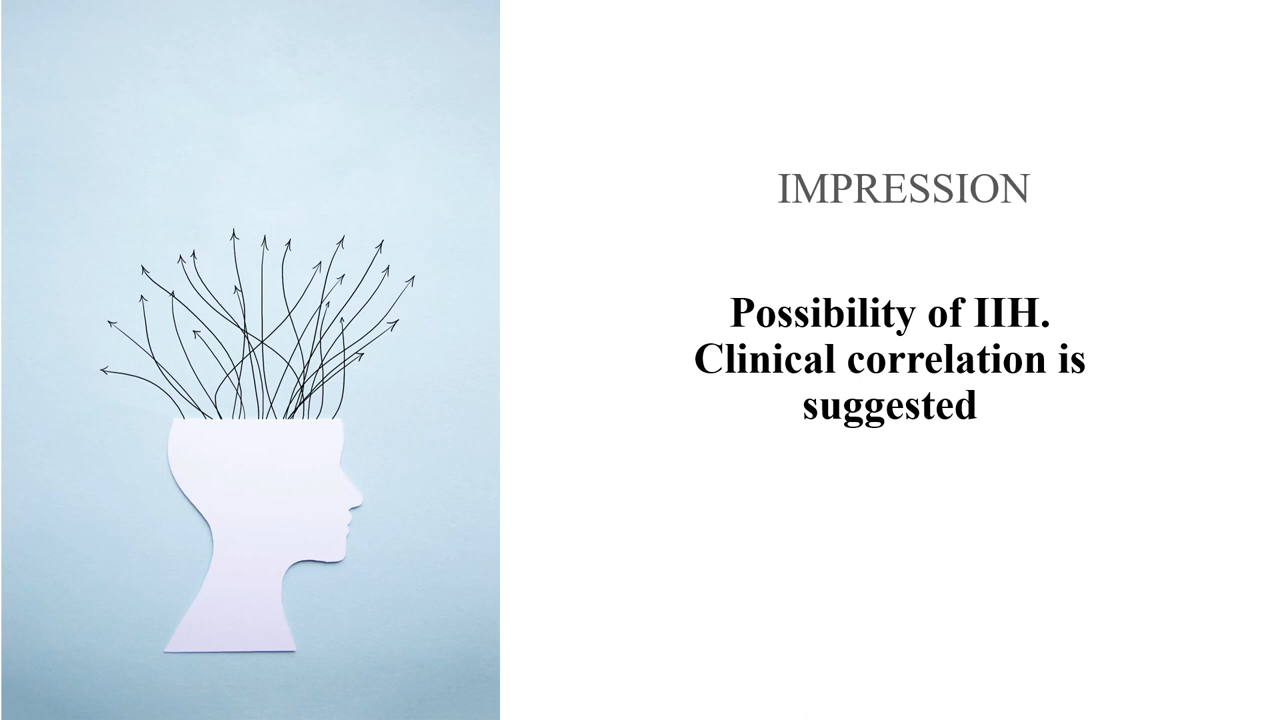 IMPRESSION
Possibility of IIH.
Clinical correlation is
suggested